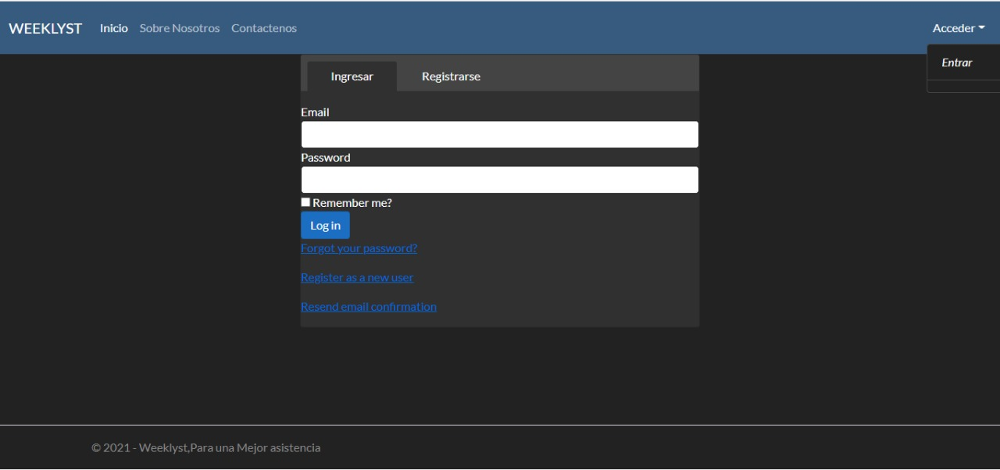 WEEKLYST Inicio Sobre Nosotros Contactenos Acceder
Entrar
Ingresar Registrarse
Email
Password
Remember me?
Log in
Forgot your password?
Register as a new user
Resend email confirmation
© 2021 - Weeklyst,Para una Mejor asistencia